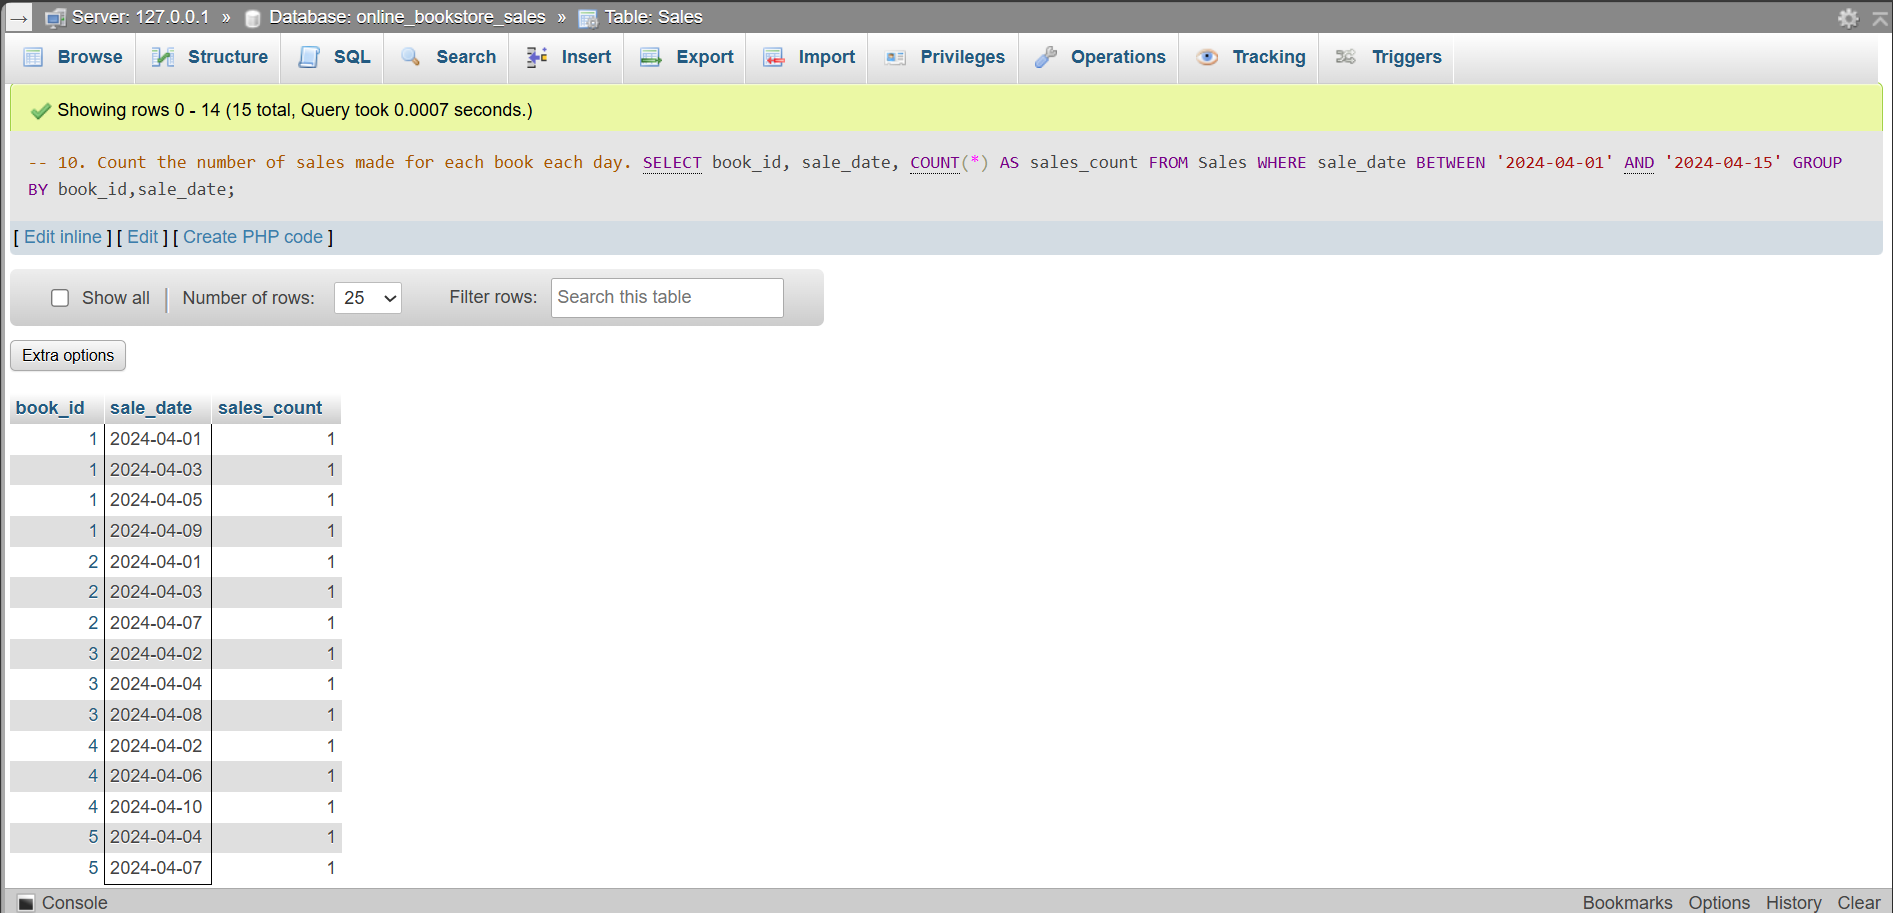 → Server: 127.0.0.1 » Database: online_bookstore_sales » Table: Sales
Browse Structure SQL Search Insert Export Import Privileges Operations Tracking Triggers
Showing rows 0 - 14 (15 total, Query took 0.0007 seconds.)
-- 10. Count the number of sales made for each book each day. SELECT book_id, sale_date, COUNT(*) AS sales_count FROM Sales WHERE sale_date BETWEEN '2024-04-01' AND '2024-04-15' GROUP
BY book_id,sale_date;
[ Edit inline ] [ Edit ] [ Create PHP code ]
Show all Number of rows: 25 Filter rows: Search this table
Extra options
book_id sale_date sales_count
1 2024-04-01 1
1 2024-04-03 1
1 2024-04-05 1
1 2024-04-09 1
2 2024-04-01 1
2 2024-04-03 1
2 2024-04-07 1
3 2024-04-02 1
3 2024-04-04 1
3 2024-04-08 1
4 2024-04-02 1
4 2024-04-06 1
4 2024-04-10 1
5 2024-04-04 1
5 2024-04-07 1
Console Bookmarks Options History Clear